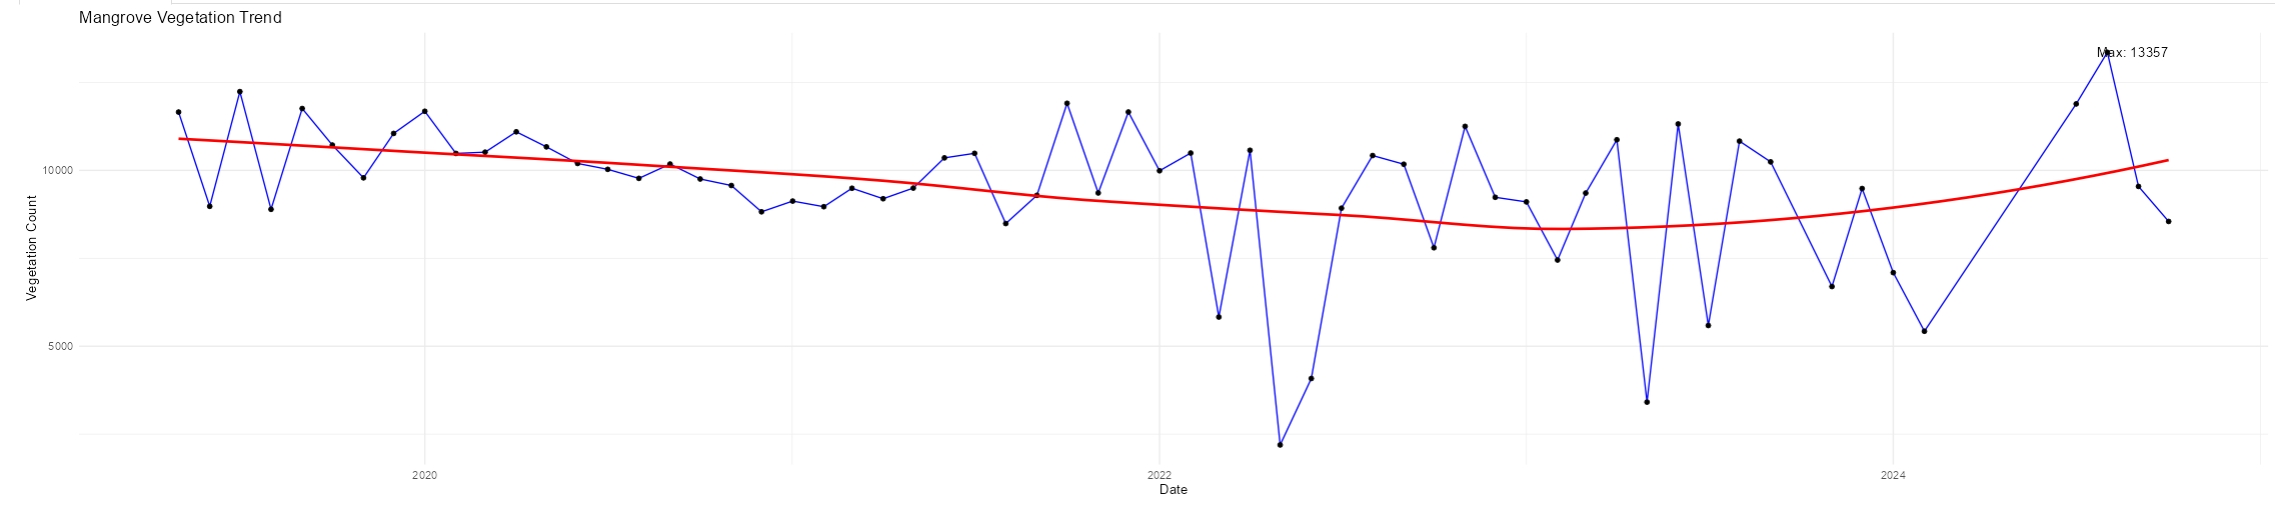 Mangrove Vegetation Trend
Max: 13357
10000
Vegetation Count
5000
2020
2022
2024
Date